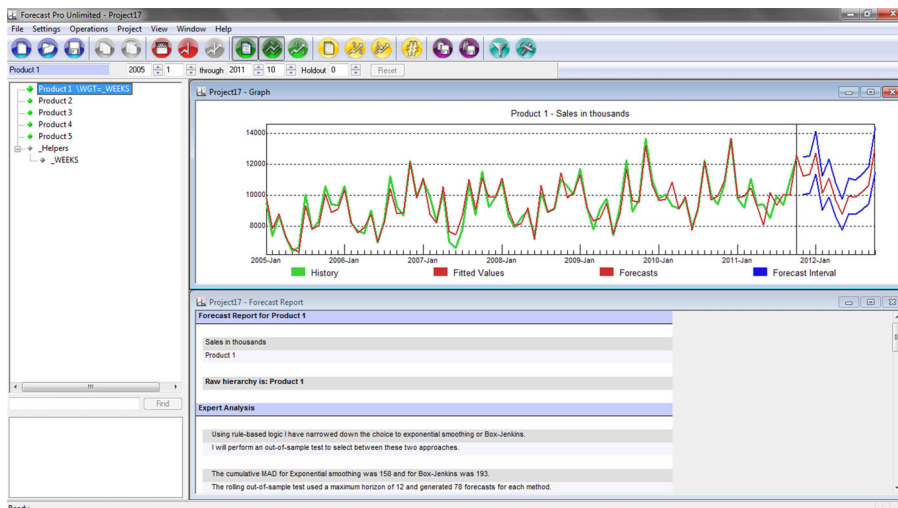 Forecast Pro Unlimited - Project17
File Settings Operations Project View Window Help
Product 1 2005 1 through 2011 10 Holdout 0 Reset
Product 1 \WGT=_WEEKS
Product 2
Product 3
Product 4
Product 5
_Helpers
_WEEKS
Find
Project17 - Graph
Product 1 - Sales in thousands
14000
12000
10000
8000
2005-Jan 2006-Jan 2007-Jan 2008-Jan 2009-Jan 2010-Jan 2011-Jan 2012-Jan
History Fitted Values Forecasts Forecast Interval
Project17 - Forecast Report
Forecast Report for Product 1
Sales in thousands
Product 1
Raw hierarchy is: Product 1
Expert Analysis
Using rule-based logic I have narrowed down the choice to exponential smoothing or Box-Jenkins.
I will perform an out-of-sample test to select between these two approaches.
The cumulative MAD for Exponential smoothing was 158 and for Box-Jenkins was 193.
The rolling out-of-sample test used a maximum horizon of 12 and generated 78 forecasts for each method.
Ready